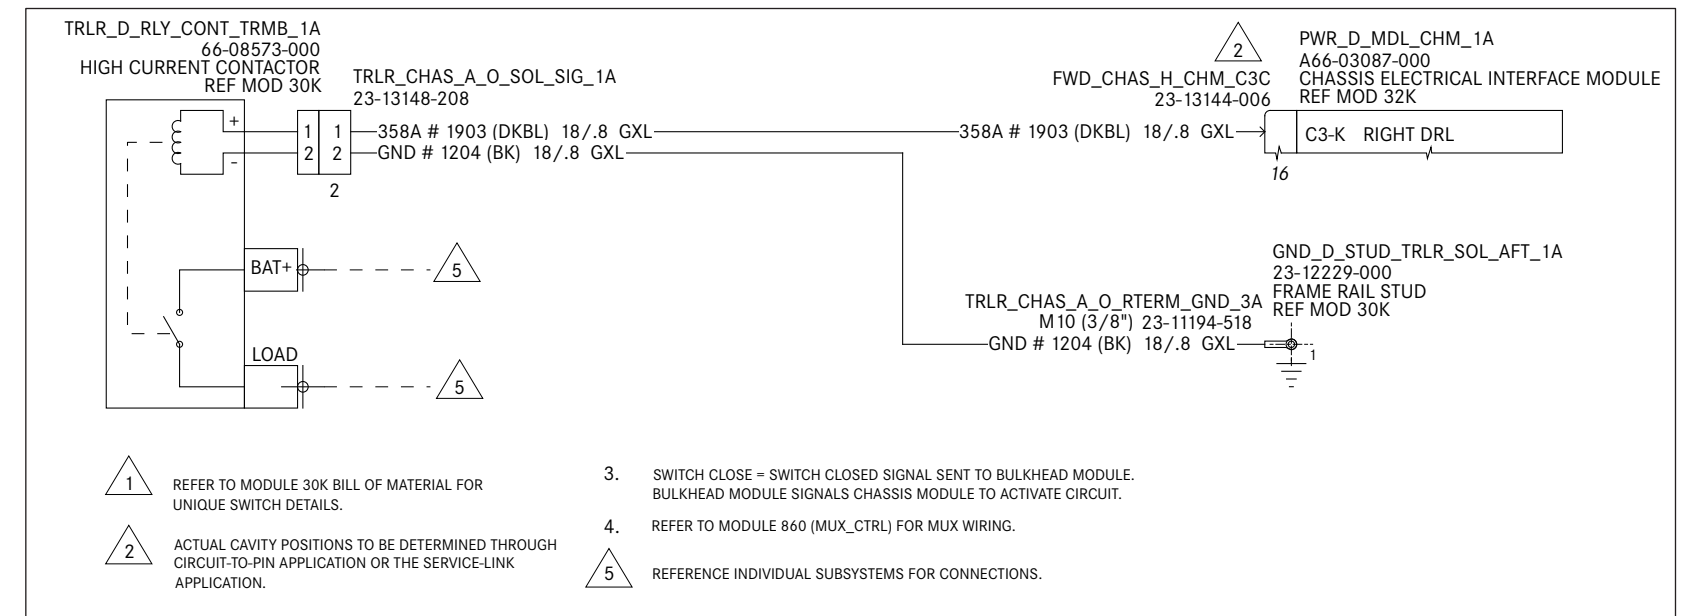 TRLR_D_RLY_CONT_TRMB_1A
66-08573-000
HIGH CURRENT CONTACTOR
REF MOD 30K
TRLR_CHAS_A_O_SOL_SIG_1A
23-13148-208
2
FWD_CHAS_H_CHM_C3C
23-13144-006
PWR_D_MDL_CHM_1A
A66-03087-000
CHASSIS ELECTRICAL INTERFACE MODULE
REF MOD 32K
+
1 1 358A # 1903 (DKBL) 18/.8 GXL
358A # 1903 (DKBL) 18/.8 GXL
C3-K RIGHT DRL
-
2 2 GND # 1204 (BK) 18/.8 GXL
16
2
BAT+
5
GND_D_STUD_TRLR_SOL_AFT_1A
23-12229-000
FRAME RAIL STUD
REF MOD 30K
TRLR_CHAS_A_O_RTERM_GND_3A
M10 (3/8") 23-11194-518
GND # 1204 (BK) 18/.8 GXL
1
LOAD
5
1 REFER TO MODULE 30K BILL OF MATERIAL FOR
UNIQUE SWITCH DETAILS.
2 ACTUAL CAVITY POSITIONS TO BE DETERMINED THROUGH
CIRCUIT-TO-PIN APPLICATION OR THE SERVICE-LINK
APPLICATION.
3. SWITCH CLOSE = SWITCH CLOSED SIGNAL SENT TO BULKHEAD MODULE.
BULKHEAD MODULE SIGNALS CHASSIS MODULE TO ACTIVATE CIRCUIT.
4. REFER TO MODULE 860 (MUX_CTRL) FOR MUX WIRING.
5 REFERENCE INDIVIDUAL SUBSYSTEMS FOR CONNECTIONS.